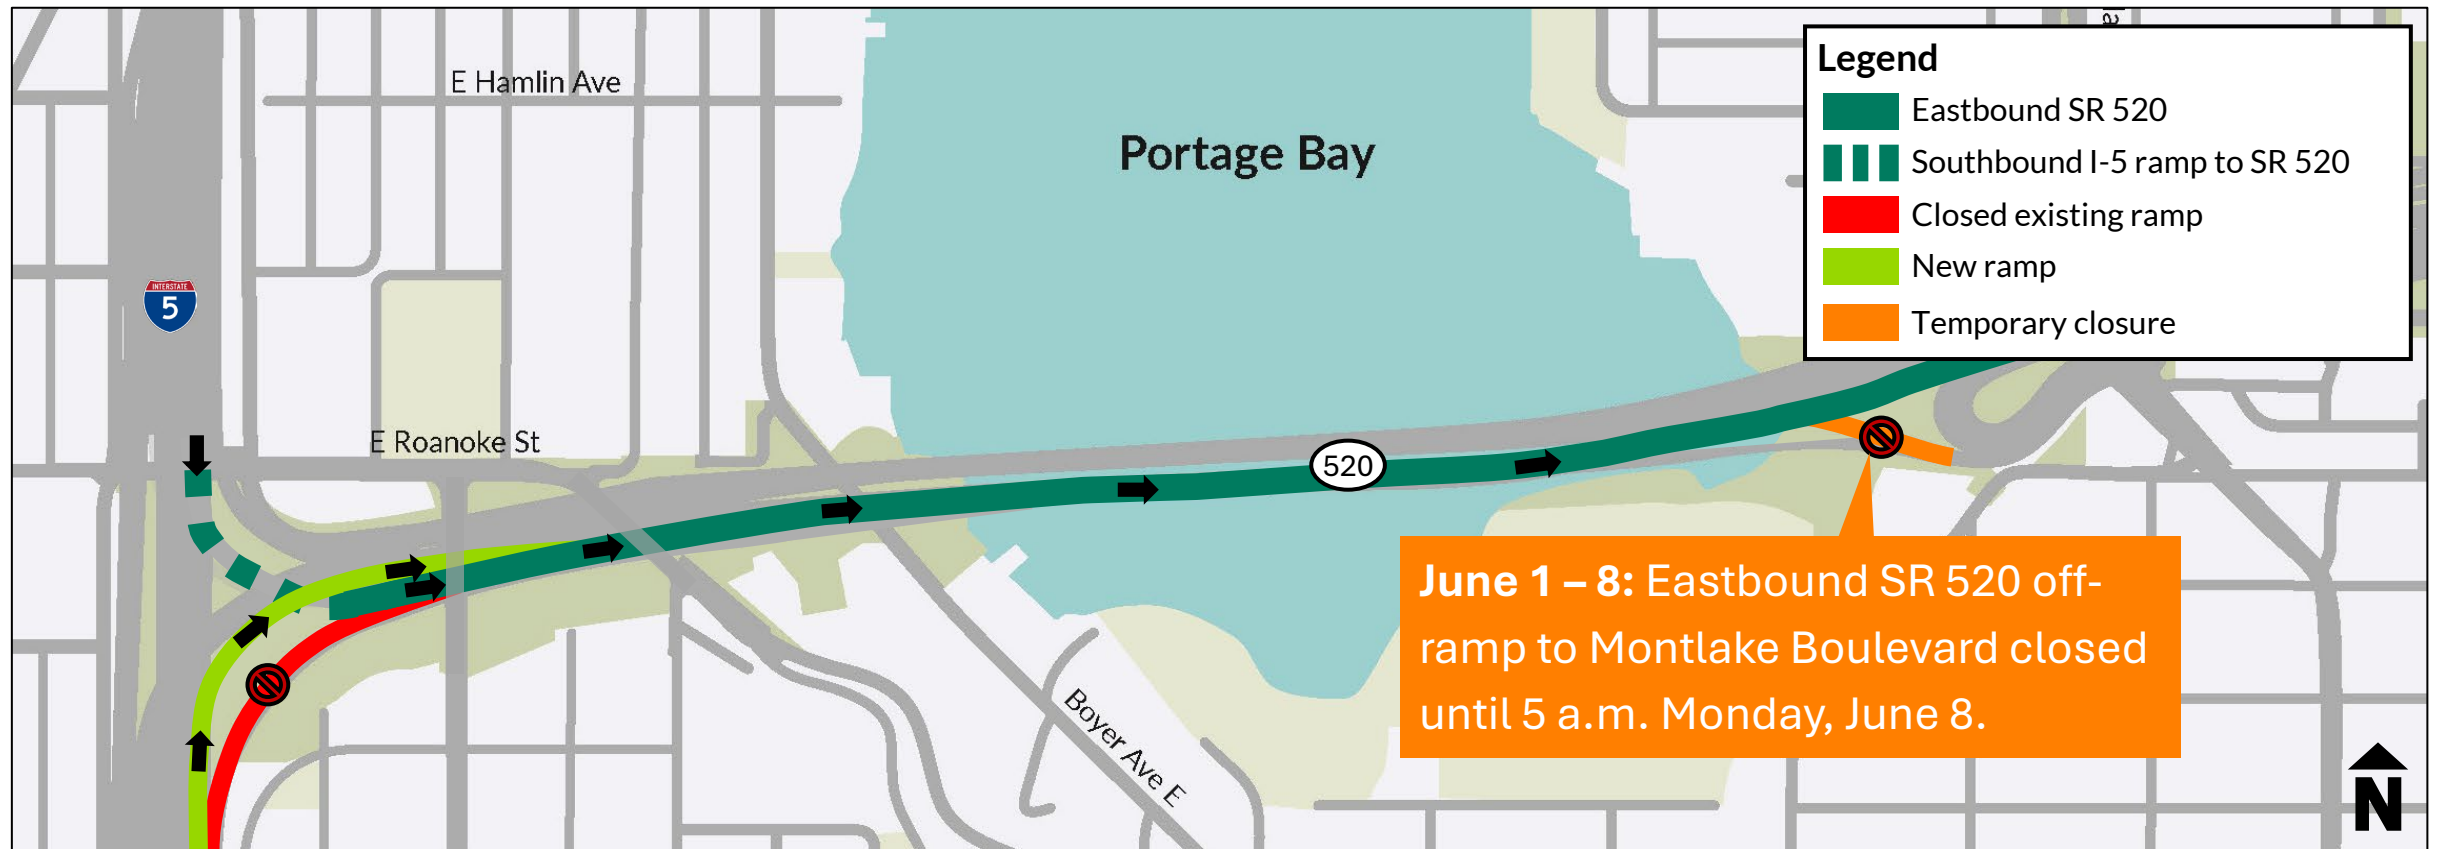 E Hamlin Ave
Portage Bay
Legend
Eastbound SR 520
Southbound I-5 ramp to SR 520
Closed existing ramp
New ramp
Temporary closure
INTERSTATE
5
E Roanoke St
520
June 1 – 8: Eastbound SR 520 off-
ramp to Montlake Boulevard closed
until 5 a.m. Monday, June 8.
Boyer Ave E
N